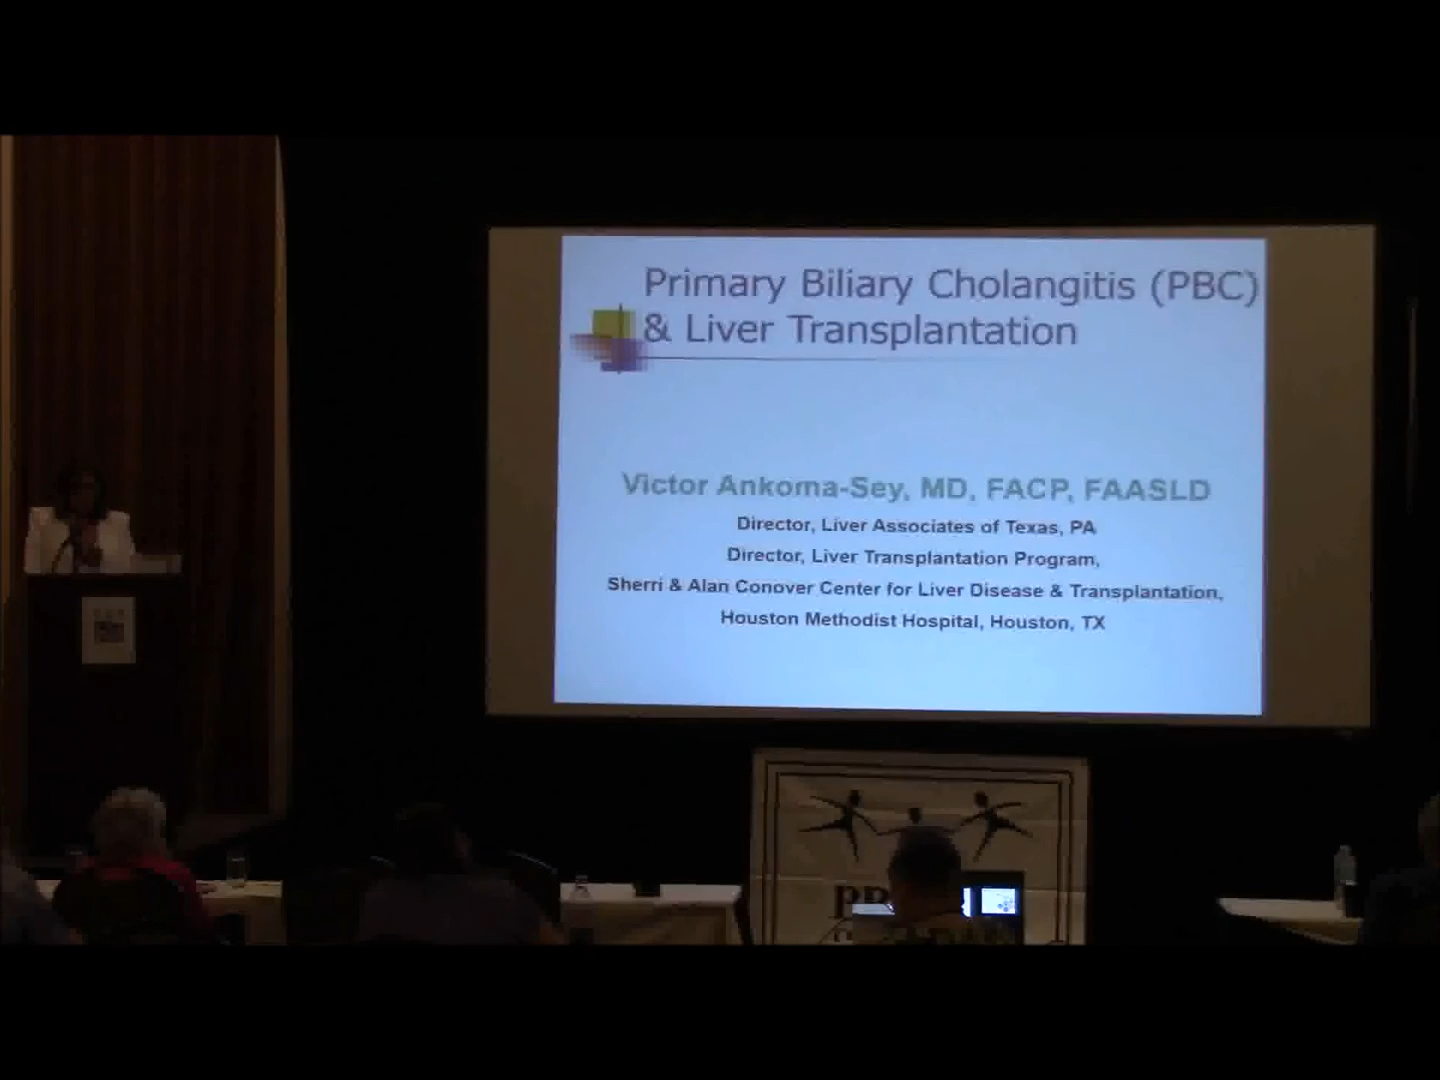 Primary Biliary Cholangitis (PBC)
& Liver Transplantation
Victor Ankoma-Sey, MD, FACP, FAASLD
Director, Liver Associates of Texas, PA
Director, Liver Transplantation Program,
Sherri & Alan Conover Center for Liver Disease & Transplantation,
Houston Methodist Hospital, Houston, TX